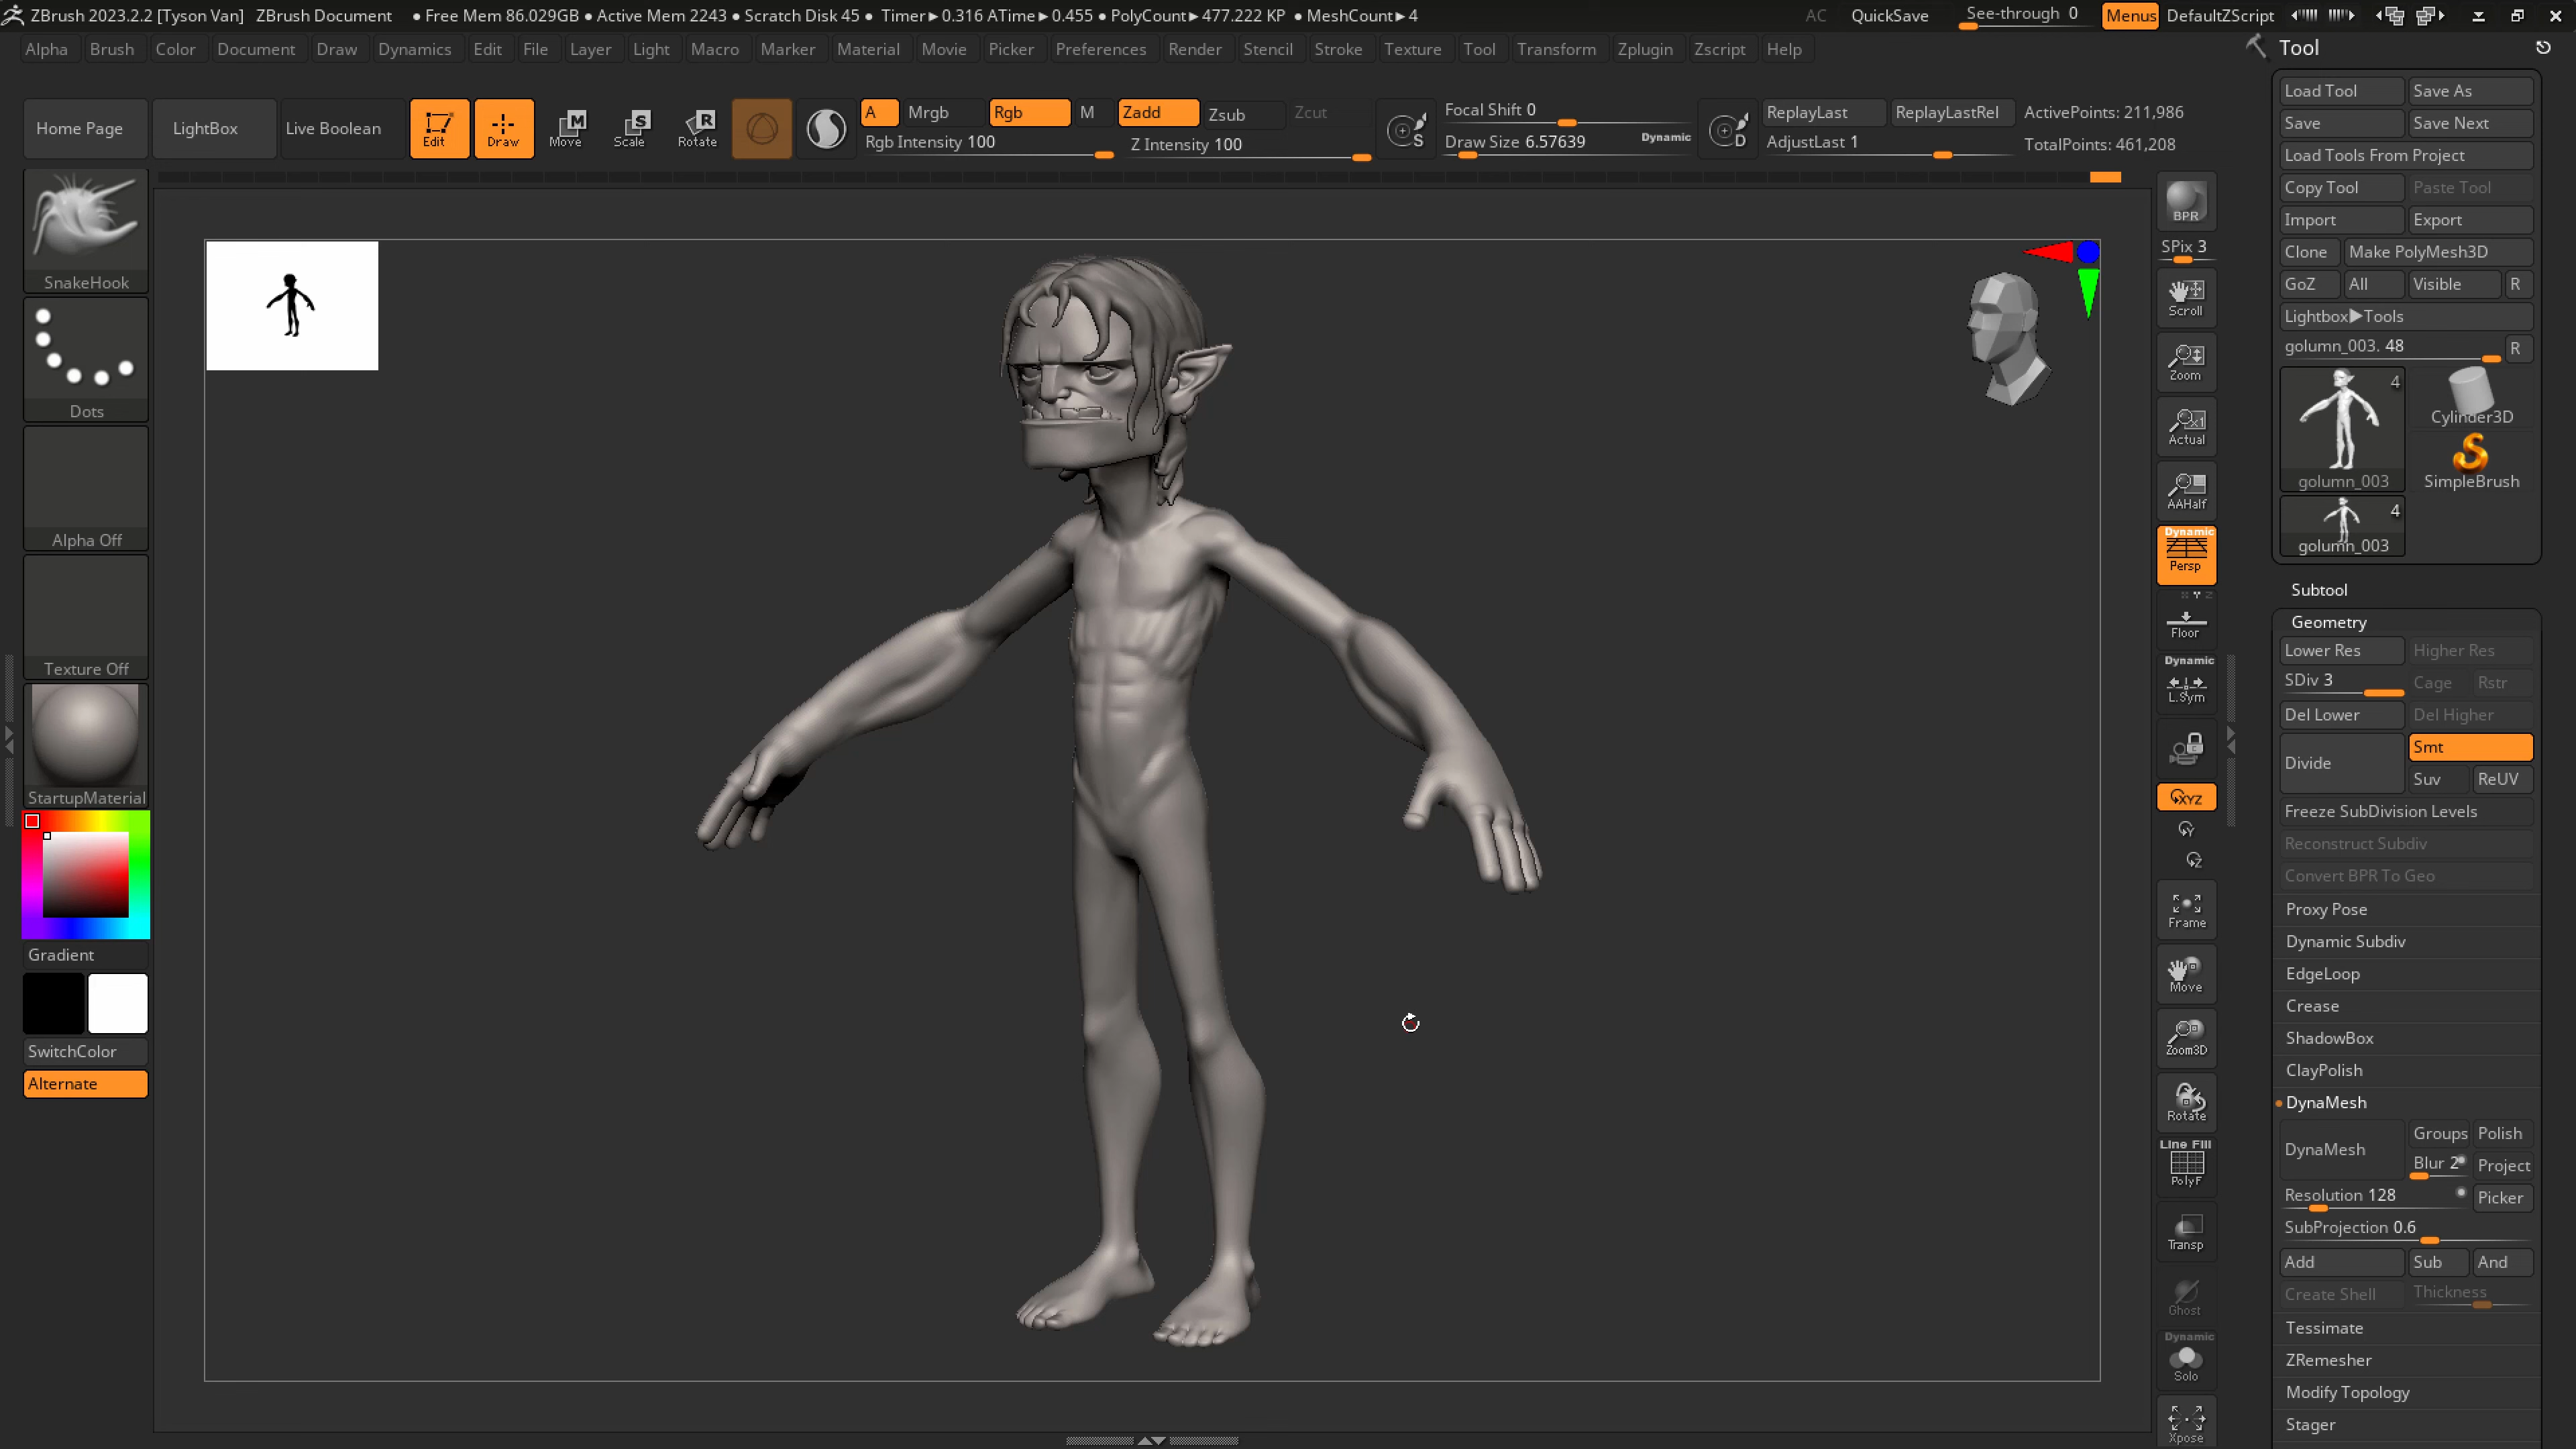 ZBrush 2023.2.2 [Tyson Van] ZBrush Document ● Free Mem 86.029GB ● Active Mem 2243 ● Scratch Disk 45 ● Timer►0.316 ATime►0.455 ● PolyCount►477.222 KP ● MeshCount►4 AC QuickSave See-through 0 Menus DefaultZScript
Alpha Brush Color Document Draw Dynamics Edit File Layer Light Macro Marker Material Movie Picker Preferences Render Stencil Stroke Texture Tool Transform Zplugin Zscript Help
Home Page LightBox Live Boolean Edit Draw Move Scale Rotate
M S R
A Mrgb Rgb M Zadd Zsub Zcut
Rgb Intensity 100 Z Intensity 100
S Focal Shift 0
Draw Size 6.57639 Dynamic
D ReplayLast ReplayLastRel ActivePoints: 211,986
AdjustLast 1 TotalPoints: 461,208
SnakeHook
Dots
Alpha Off
Texture Off
StartupMaterial
Gradient
SwitchColor
Alternate
BPR
SPix 3
Scroll
Zoom
Actual
AAHalf
Dynamic
Persp
Floor
Dynamic
L.Sym
XYZ
Y
Z
Frame
Move
Zoom3D
Rotate
Line Fill
PolyF
Transp
Ghost
Dynamic
Solo
Xpose
Tool
Load Tool Save As
Save Save Next
Load Tools From Project
Copy Tool Paste Tool
Import Export
Clone Make PolyMesh3D
GoZ All Visible R
Lightbox►Tools
golumn_003. 48 R
4
Cylinder3D
golumn_003 SimpleBrush
4
golumn_003
Subtool
Geometry
Lower Res Higher Res
SDiv 3 Cage Rstr
Del Lower Del Higher
Divide Smt
Suv ReUV
Freeze SubDivision Levels
Reconstruct Subdiv
Convert BPR To Geo
Proxy Pose
Dynamic Subdiv
EdgeLoop
Crease
ShadowBox
ClayPolish
DynaMesh
DynaMesh Groups Polish
Blur 2 Project
Resolution 128 Picker
SubProjection 0.6
Add Sub And
Create Shell Thickness
Tessimate
ZRemesher
Modify Topology
Stager